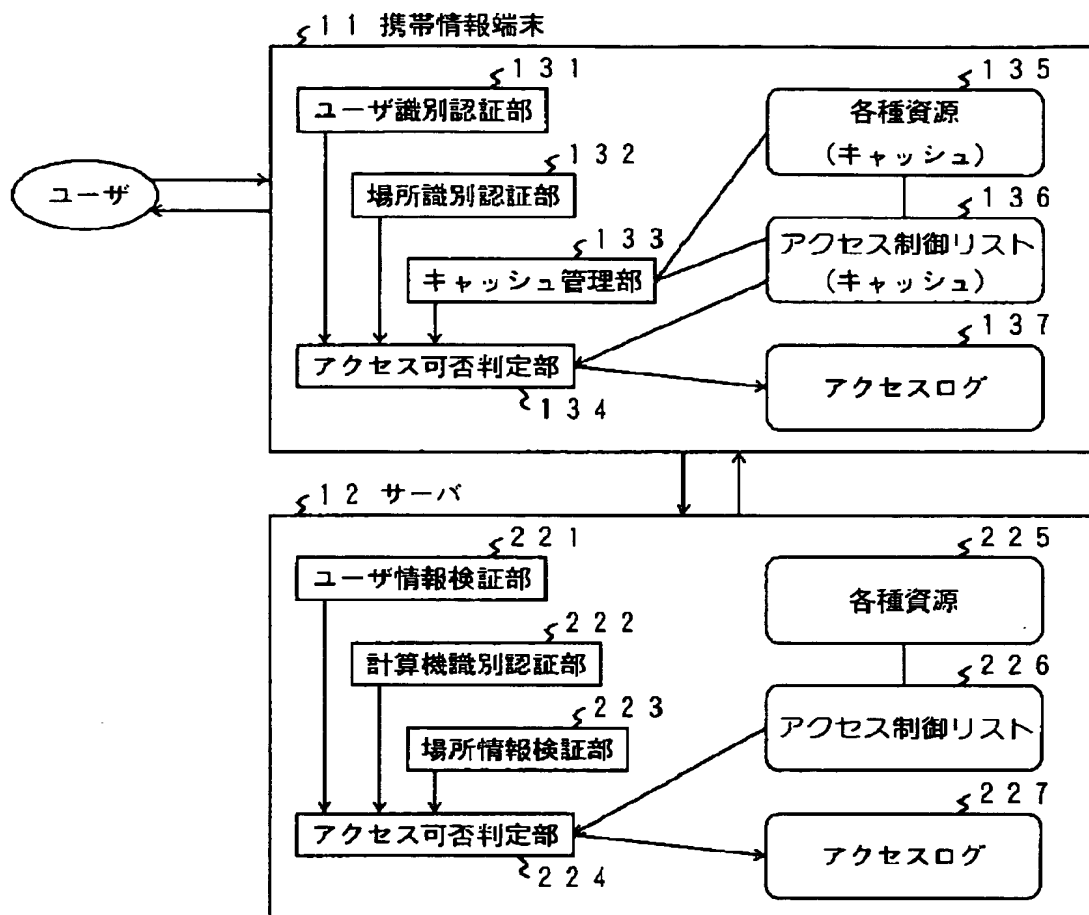 11 携帯情報端末
131
ユーザ識別認証部
135
各種資源
(キャッシュ)
ユーザ
132
場所識別認証部
136
アクセス制御リスト
(キャッシュ)
133
キャッシュ管理部
137
アクセスログ
アクセス可否判定部
134
12 サーバ
221
ユーザ情報検証部
225
各種資源
222
計算機識別認証部
226
アクセス制御リスト
223
場所情報検証部
227
アクセスログ
アクセス可否判定部
224